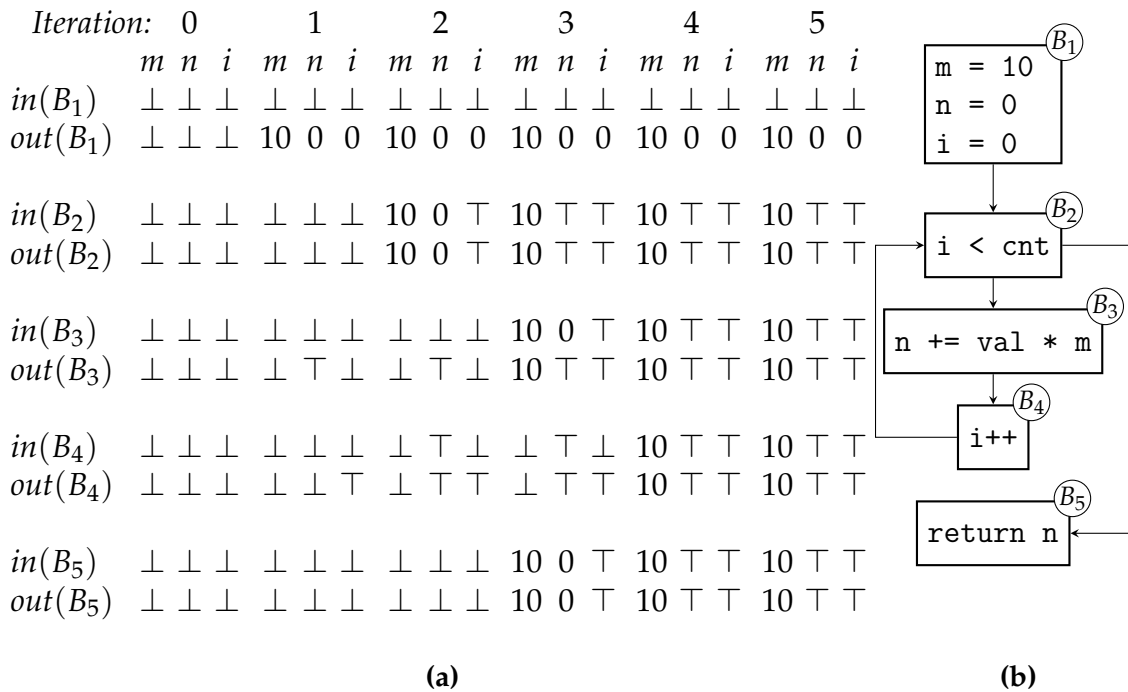 Iteration: 0 1 2 3 4 5
m n i m n i m n i m n i m n i m n i
in(B₁) ⊥ ⊥ ⊥ ⊥ ⊥ ⊥ ⊥ ⊥ ⊥ ⊥ ⊥ ⊥ ⊥ ⊥ ⊥ ⊥ ⊥ ⊥
out(B₁) ⊥ ⊥ ⊥ 10 0 0 10 0 0 10 0 0 10 0 0 10 0 0
in(B₂) ⊥ ⊥ ⊥ ⊥ ⊥ ⊥ 10 0 ⊤ 10 ⊤ ⊤ 10 ⊤ ⊤ 10 ⊤ ⊤
out(B₂) ⊥ ⊥ ⊥ ⊥ ⊥ ⊥ 10 0 ⊤ 10 ⊤ ⊤ 10 ⊤ ⊤ 10 ⊤ ⊤
in(B₃) ⊥ ⊥ ⊥ ⊥ ⊥ ⊥ ⊥ ⊥ ⊥ 10 0 ⊤ 10 ⊤ ⊤ 10 ⊤ ⊤
out(B₃) ⊥ ⊥ ⊥ ⊥ ⊤ ⊥ ⊥ ⊤ ⊥ 10 ⊤ ⊤ 10 ⊤ ⊤ 10 ⊤ ⊤
in(B₄) ⊥ ⊥ ⊥ ⊥ ⊥ ⊥ ⊥ ⊤ ⊥ ⊥ ⊤ ⊥ 10 ⊤ ⊤ 10 ⊤ ⊤
out(B₄) ⊥ ⊥ ⊥ ⊥ ⊥ ⊤ ⊥ ⊤ ⊤ ⊥ ⊤ ⊤ 10 ⊤ ⊤ 10 ⊤ ⊤
in(B₅) ⊥ ⊥ ⊥ ⊥ ⊥ ⊥ ⊥ ⊥ ⊥ 10 0 ⊤ 10 ⊤ ⊤ 10 ⊤ ⊤
out(B₅) ⊥ ⊥ ⊥ ⊥ ⊥ ⊥ ⊥ ⊥ ⊥ 10 0 ⊤ 10 ⊤ ⊤ 10 ⊤ ⊤
(a)
B₁
m = 10
n = 0
i = 0
B₂
i < cnt
B₃
n += val * m
B₄
i++
B₅
return n
(b)